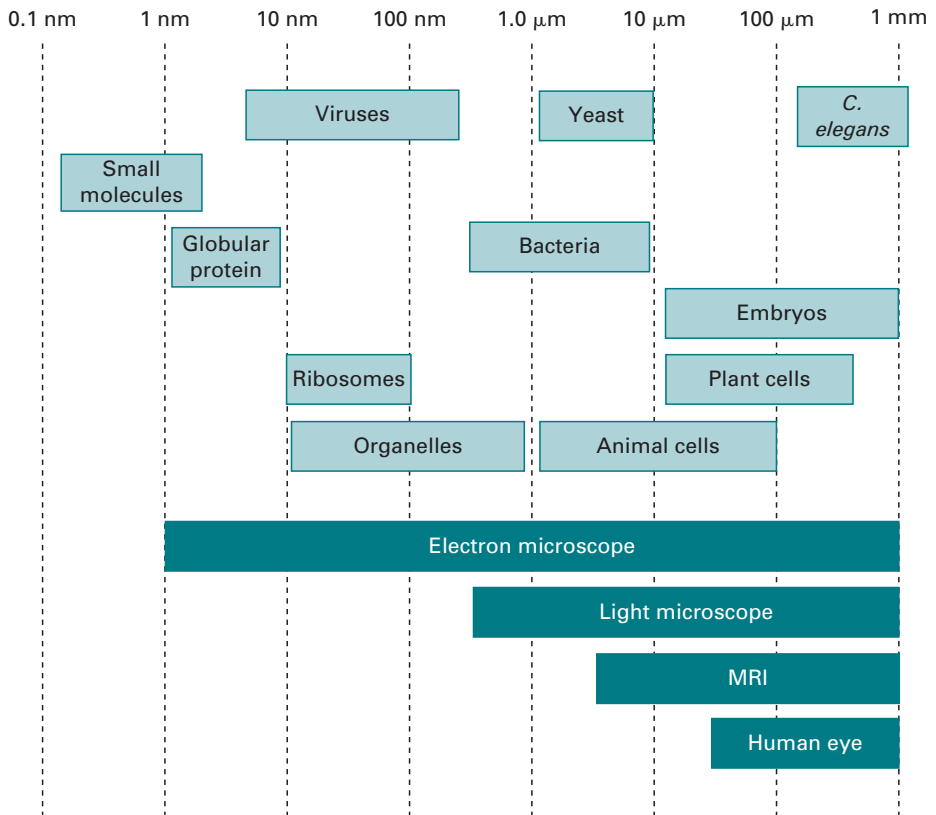 0.1 nm 1 nm 10 nm 100 nm 1.0 μm 10 μm 100 μm 1 mm
Viruses
Yeast
C.
elegans
Small
molecules
Globular
protein
Bacteria
Embryos
Ribosomes
Plant cells
Organelles
Animal cells
Electron microscope
Light microscope
MRI
Human eye